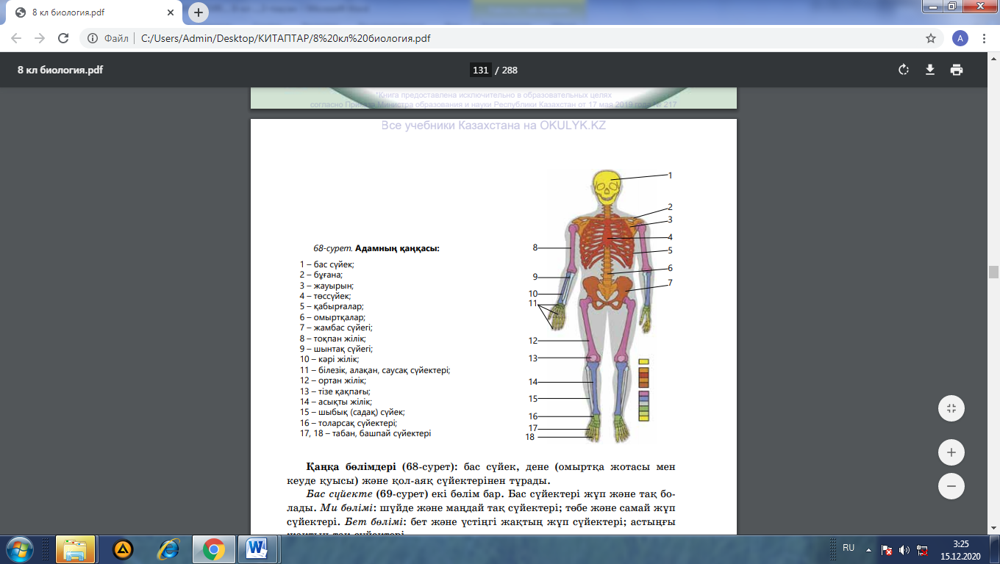 8 кл биология.pdf
Файл
C:/Users/Admin/Desktop/КИТАПТАР/8%20кл%20биология.pdf
A
8 кл биология.pdf
131 / 288
"Книга предоставлена исключительно в образовательных целях
согласно Приказа Министра образования и науки Республики Казахстан от 17 мая 2019 года № 217
Все учебники Казахстана на OKULYK.KZ
68-сурет. Адамның қаңқасы:
1 – бас сүйек;
2 – бұғана;
3 – жауырын;
4 – төссүйек;
5 – қабырғалар;
6 – омыртқалар;
7 – жамбас сүйегі;
8 – тоқпан жілік;
9 – шынтақ сүйегі;
10 – кәрі жілік;
11 – білезік, алақан, саусақ сүйектері;
12 – ортан жілік;
13 – тізе қақпағы;
14 – асықты жілік;
15 – шыбық (садақ) сүйек;
16 – толарсақ сүйектері;
17, 18 – табан, башпай сүйектері
1
2
3
4
5
6
7
8
9
10
11
12
13
14
15
16
17
18
Қаңқа бөлімдері (68-сурет): бас сүйек, дене (омыртқа жотасы мен
кеуде қуысы) және қол-аяқ сүйектерінен тұрады.
Бас сүйекте (69-сурет) екі бөлім бар. Бас сүйектері жұп және тақ бо-
лады. Ми бөлімі: шүйде және маңдай тақ сүйектері; төбе және самай жұп
сүйектері. Бет бөлімі: бет және үстіңгі жақтың жұп сүйектері; астыңғы
RU
3:25
15.12.2020